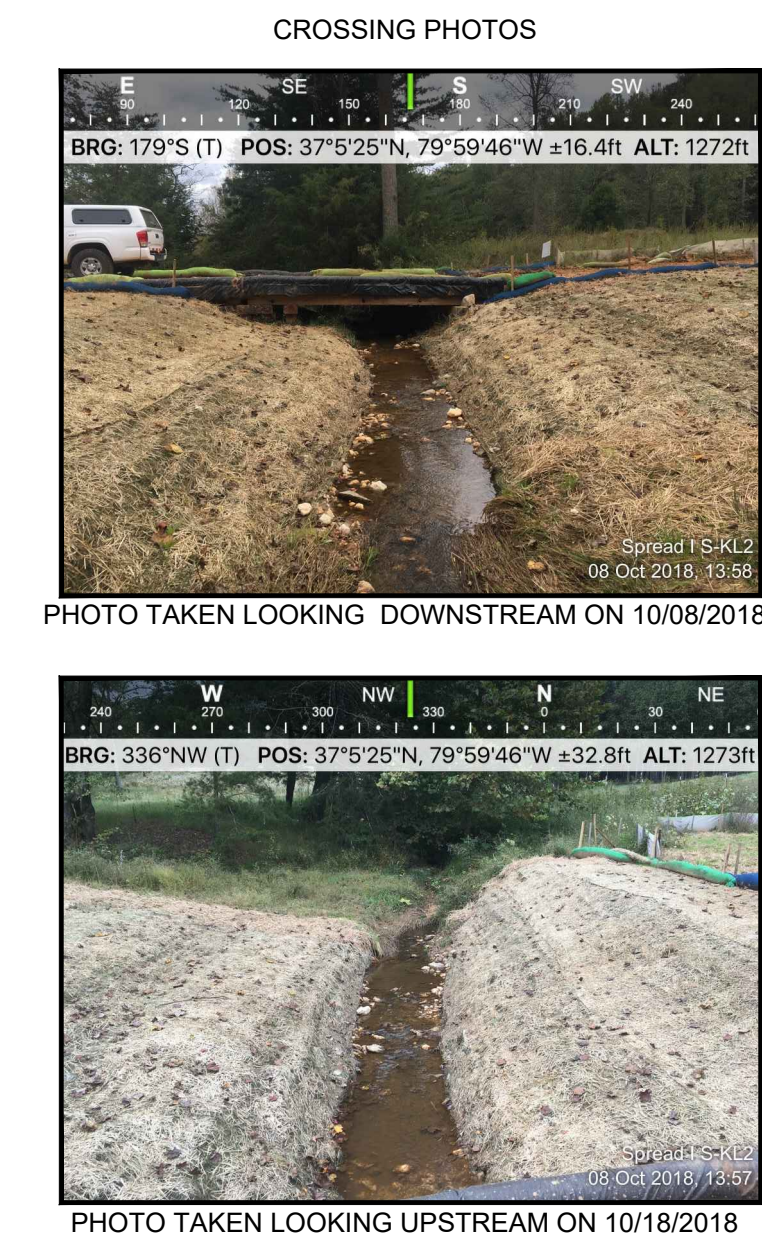 CROSSING PHOTOS
E SE S SW
90 120 150 180 210 240
BRG: 179°S (T) POS: 37°5'25"N, 79°59'46"W ±16.4ft ALT: 1272ft
Spread I S-KL2
08 Oct 2018, 13:58
PHOTO TAKEN LOOKING DOWNSTREAM ON 10/08/2018
W NW N NE
240 270 300 330 0 30
BRG: 336°NW (T) POS: 37°5'25"N, 79°59'46"W ±32.8ft ALT: 1273ft
Spread I S-KL2
08 Oct 2018, 13:57
PHOTO TAKEN LOOKING UPSTREAM ON 10/18/2018